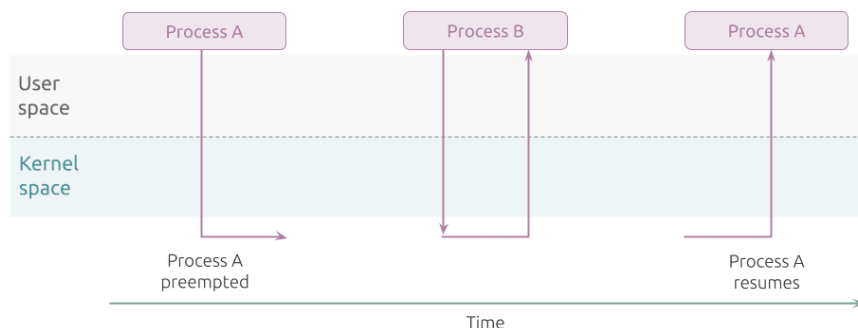 Process A
Process B
Process A
User
space
Kernel
space
Process A
preempted
Process A
resumes
Time